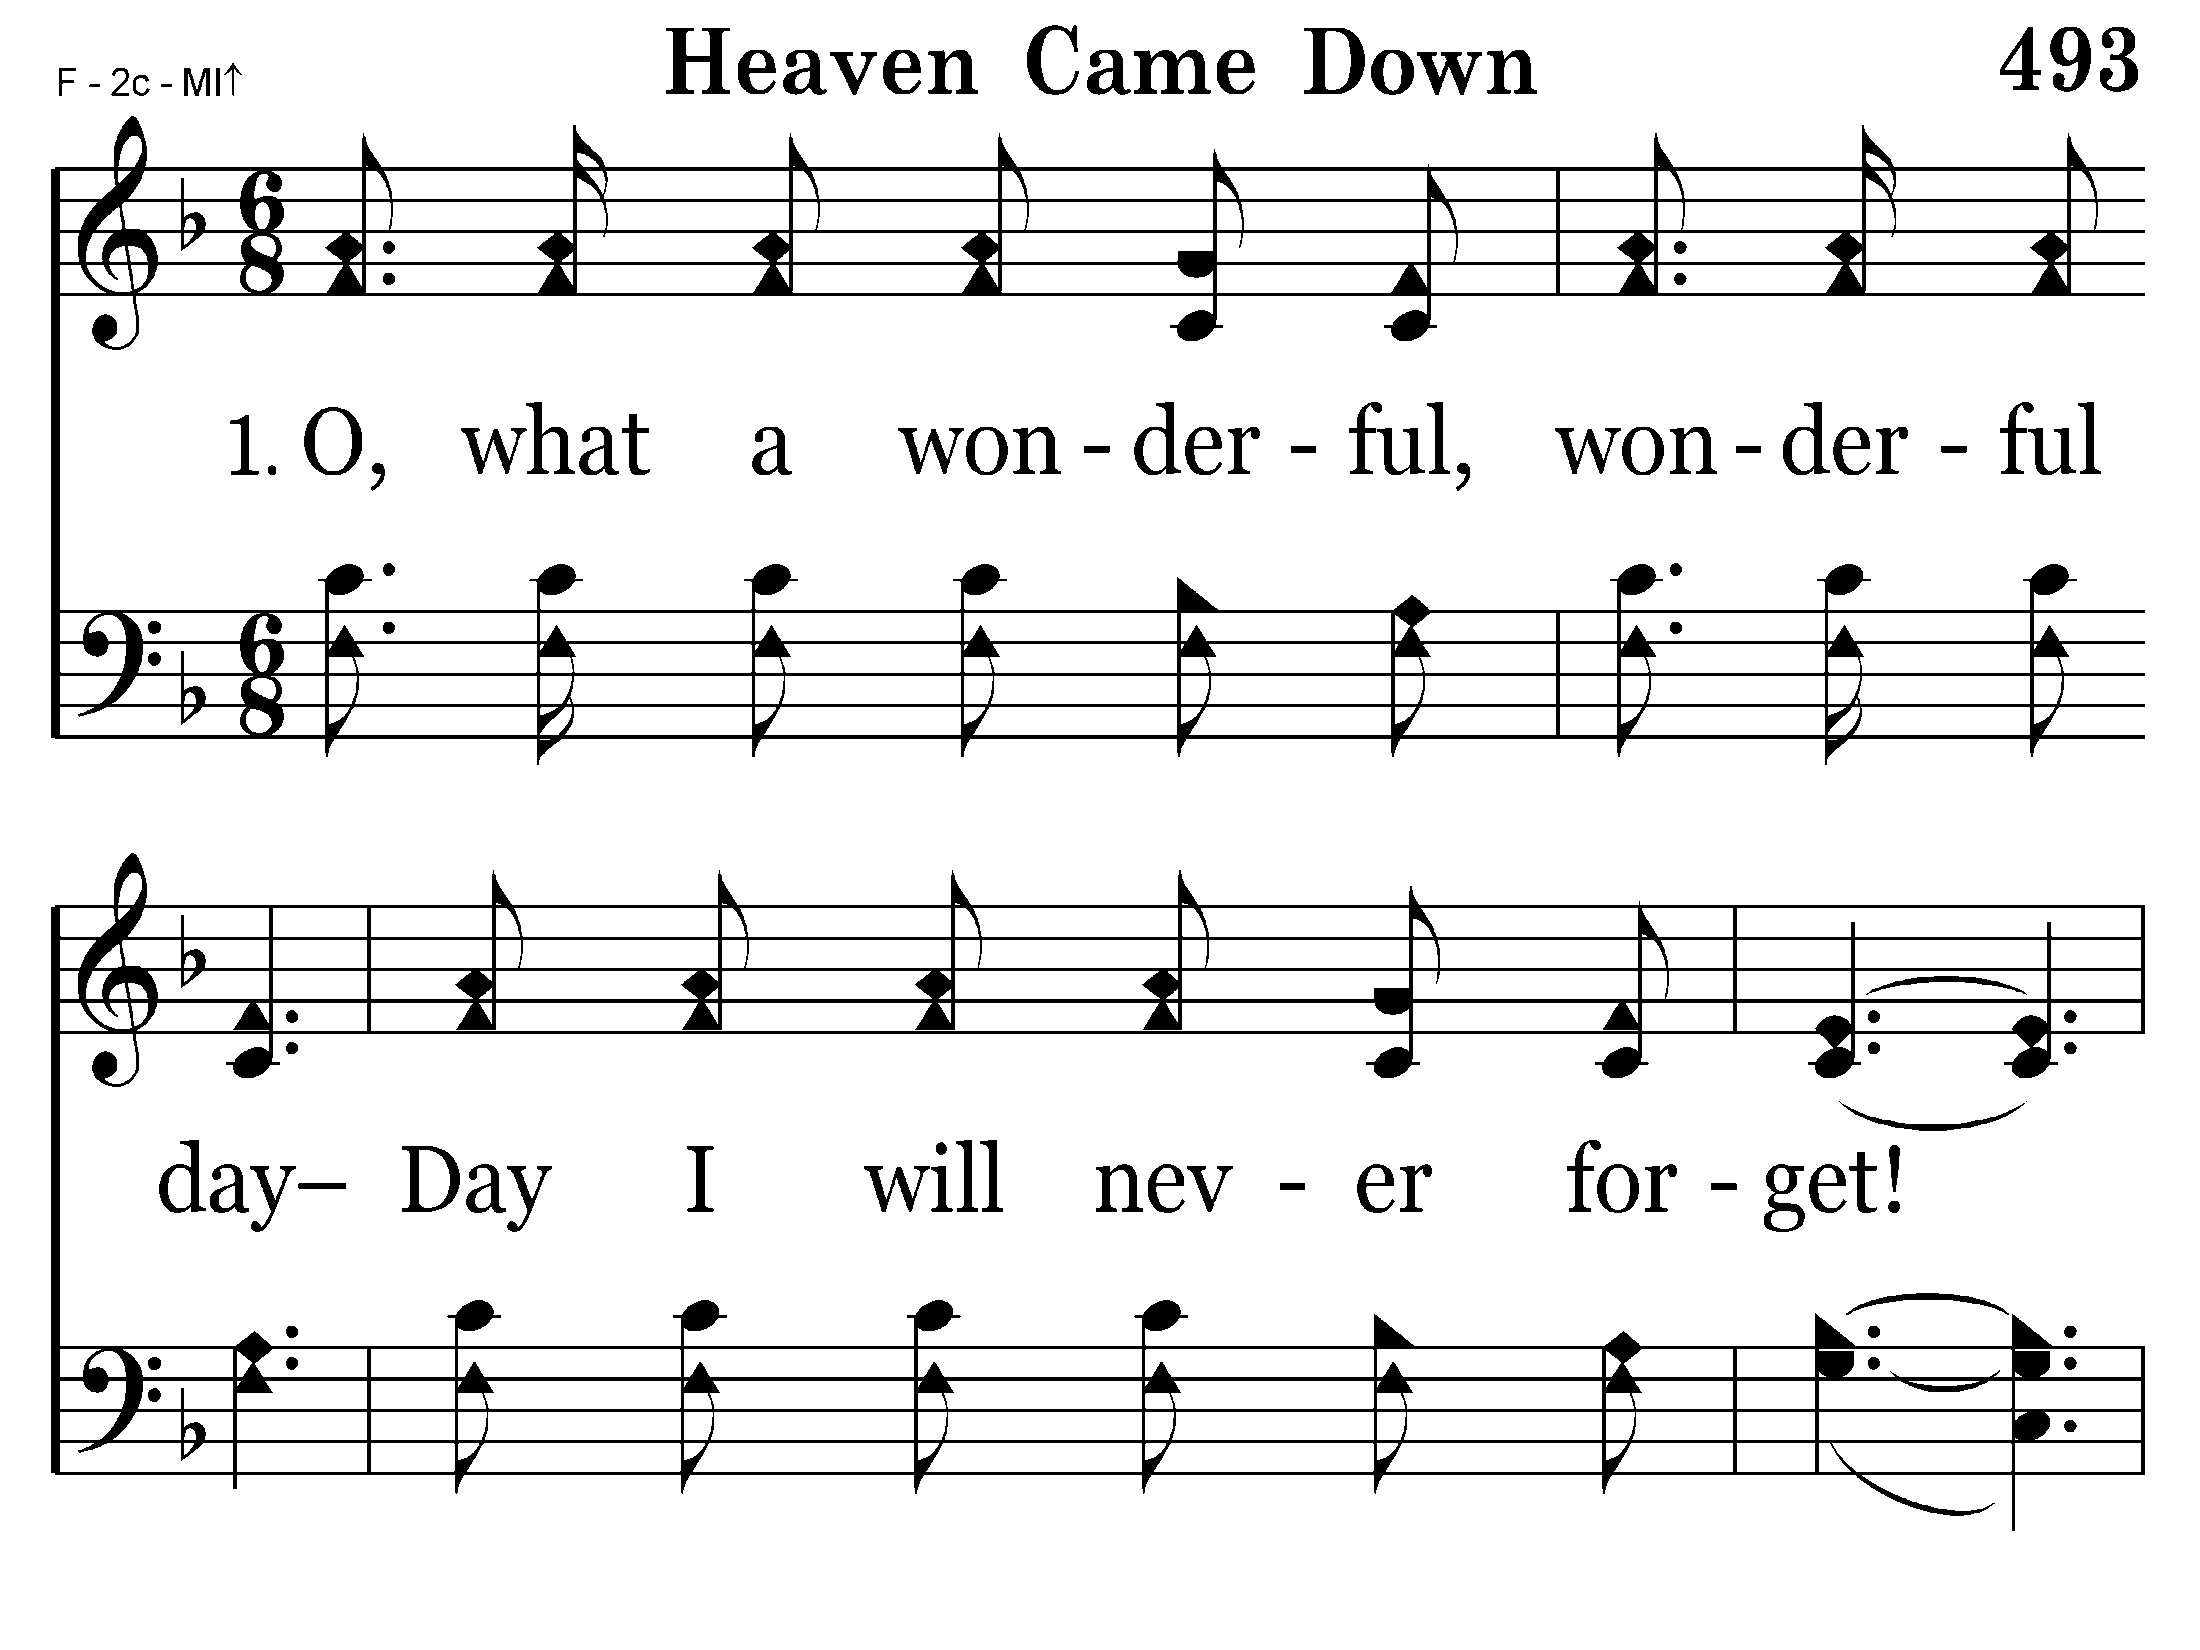 Heaven Came Down 493
F - 2c - MI↑
1. O, what a won - der - ful, won - der - ful
day– Day I will nev - er for - get!